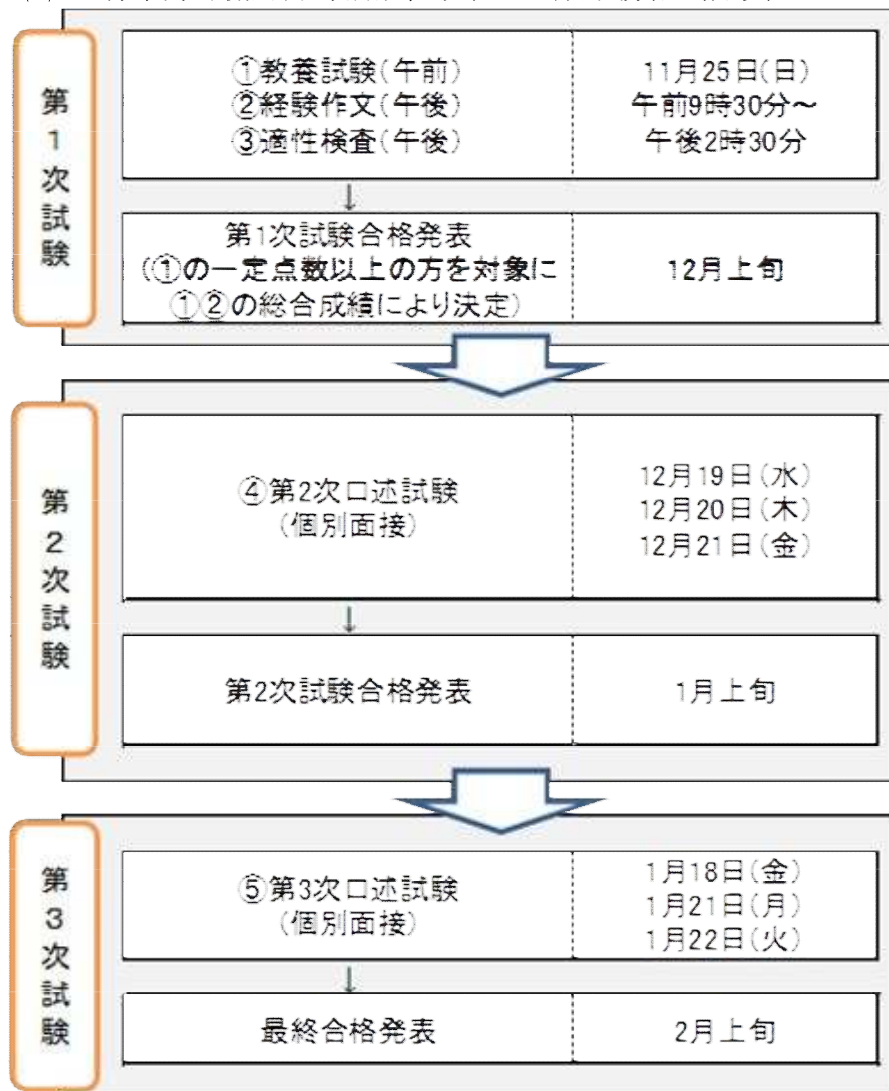 第1次試験
①教養試験(午前)
②経験作文(午後)
③適性検査(午後)
11月25日(日)
午前9時30分～
午後2時30分
↓
第1次試験合格発表
(①の一定点数以上の方を対象に
①②の総合成績により決定)
12月上旬
第2次試験
④第2次口述試験
(個別面接)
12月19日(水)
12月20日(木)
12月21日(金)
↓
第2次試験合格発表
1月上旬
第3次試験
⑤第3次口述試験
(個別面接)
1月18日(金)
1月21日(月)
1月22日(火)
↓
最終合格発表
2月上旬